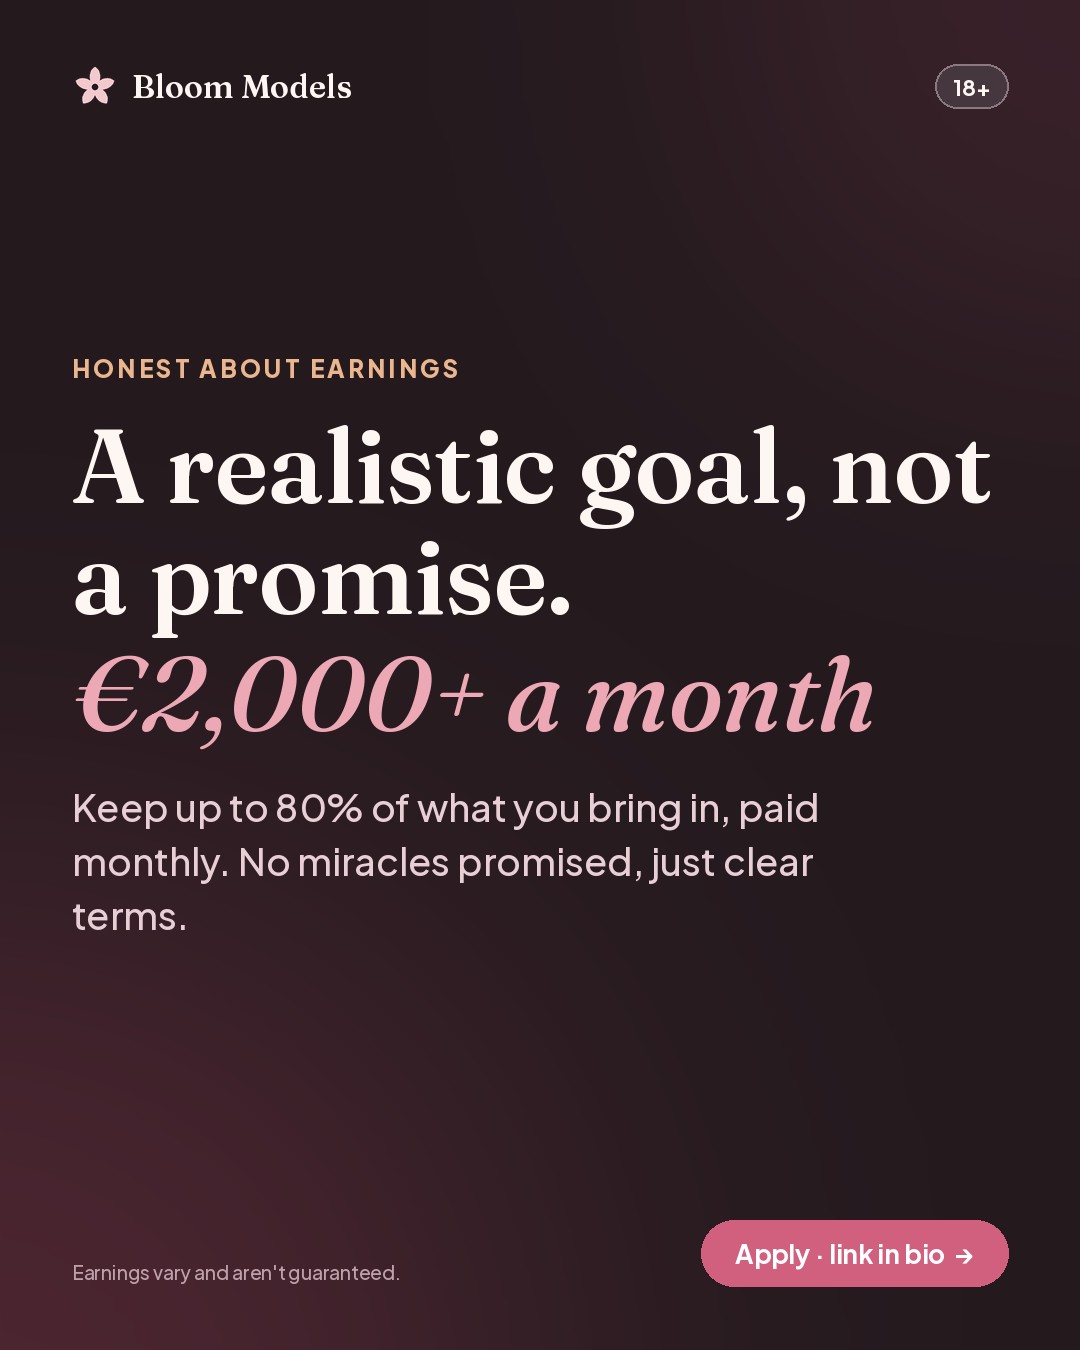 Bloom Models
18+
HONEST ABOUT EARNINGS
A realistic goal, not
a promise.
€2,000+ a month
Keep up to 80% of what you bring in, paid
monthly. No miracles promised, just clear
terms.
Earnings vary and aren't guaranteed.
Apply · link in bio →